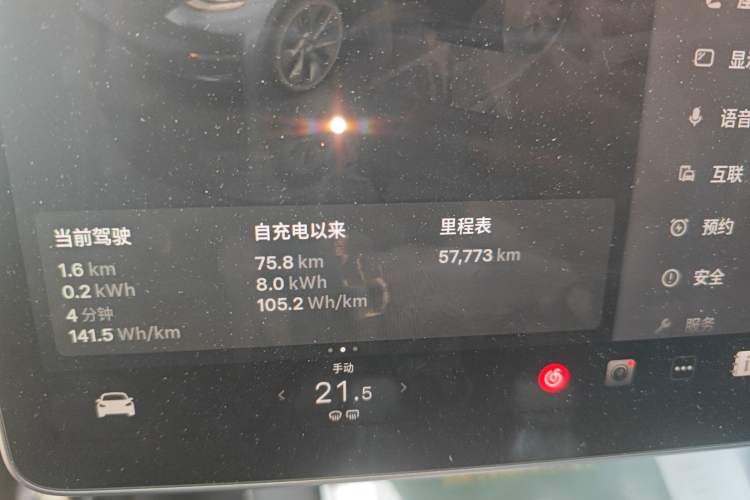 显
语音
互联
预约
安全
服务
当前驾驶
1.6 km
0.2 kWh
4 分钟
141.5 Wh/km
自充电以来
75.8 km
8.0 kWh
105.2 Wh/km
里程表
57,773 km
手动
21.5